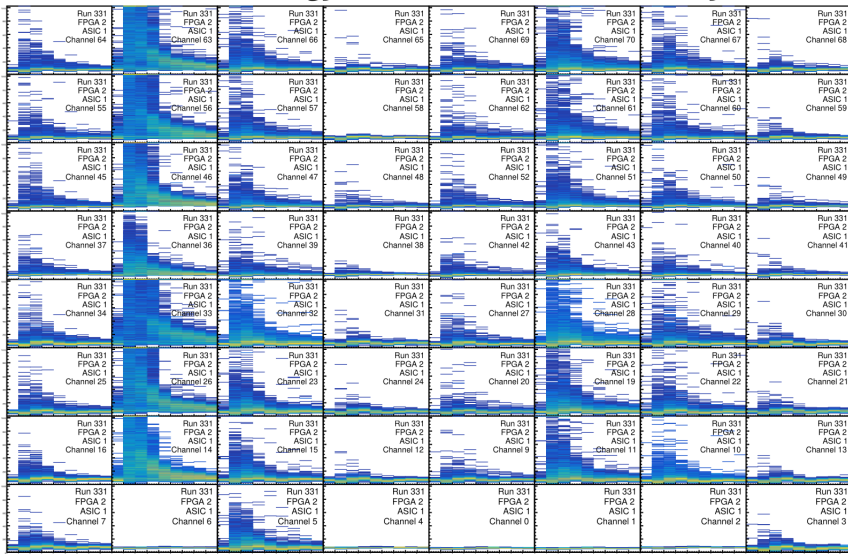 Run 331 Run 331 Run 331 Run 331 Run 331 Run 331 Run 331 Run 331
FPGA 2 FPGA 2 FPGA 2 FPGA 2 FPGA 2 FPGA 2 FPGA 2 FPGA 2
ASIC 1 ASIC 1 ASIC 1 ASIC 1 ASIC 1 ASIC 1 ASIC 1 ASIC 1
Channel 64 Channel 63 Channel 66 Channel 65 Channel 69 Channel 70 Channel 67 Channel 68
Run 331 Run 331 Run 331 Run 331 Run 331 Run 331 Run 331 Run 331
FPGA 2 FPGA 2 FPGA 2 FPGA 2 FPGA 2 FPGA 2 FPGA 2 FPGA 2
ASIC 1 ASIC 1 ASIC 1 ASIC 1 ASIC 1 ASIC 1 ASIC 1 ASIC 1
Channel 55 Channel 56 Channel 57 Channel 58 Channel 62 Channel 61 Channel 60 Channel 59
Run 331 Run 331 Run 331 Run 331 Run 331 Run 331 Run 331 Run 331
FPGA 2 FPGA 2 FPGA 2 FPGA 2 FPGA 2 FPGA 2 FPGA 2 FPGA 2
ASIC 1 ASIC 1 ASIC 1 ASIC 1 ASIC 1 ASIC 1 ASIC 1 ASIC 1
Channel 45 Channel 46 Channel 47 Channel 48 Channel 52 Channel 51 Channel 50 Channel 49
Run 331 Run 331 Run 331 Run 331 Run 331 Run 331 Run 331 Run 331
FPGA 2 FPGA 2 FPGA 2 FPGA 2 FPGA 2 FPGA 2 FPGA 2 FPGA 2
ASIC 1 ASIC 1 ASIC 1 ASIC 1 ASIC 1 ASIC 1 ASIC 1 ASIC 1
Channel 37 Channel 36 Channel 39 Channel 38 Channel 42 Channel 43 Channel 40 Channel 41
Run 331 Run 331 Run 331 Run 331 Run 331 Run 331 Run 331 Run 331
FPGA 2 FPGA 2 FPGA 2 FPGA 2 FPGA 2 FPGA 2 FPGA 2 FPGA 2
ASIC 1 ASIC 1 ASIC 1 ASIC 1 ASIC 1 ASIC 1 ASIC 1 ASIC 1
Channel 34 Channel 33 Channel 32 Channel 31 Channel 27 Channel 28 Channel 29 Channel 30
Run 331 Run 331 Run 331 Run 331 Run 331 Run 331 Run 331 Run 331
FPGA 2 FPGA 2 FPGA 2 FPGA 2 FPGA 2 FPGA 2 FPGA 2 FPGA 2
ASIC 1 ASIC 1 ASIC 1 ASIC 1 ASIC 1 ASIC 1 ASIC 1 ASIC 1
Channel 25 Channel 26 Channel 23 Channel 24 Channel 20 Channel 19 Channel 22 Channel 21
Run 331 Run 331 Run 331 Run 331 Run 331 Run 331 Run 331 Run 331
FPGA 2 FPGA 2 FPGA 2 FPGA 2 FPGA 2 FPGA 2 FPGA 2 FPGA 2
ASIC 1 ASIC 1 ASIC 1 ASIC 1 ASIC 1 ASIC 1 ASIC 1 ASIC 1
Channel 16 Channel 14 Channel 15 Channel 12 Channel 9 Channel 11 Channel 10 Channel 13
Run 331 Run 331 Run 331 Run 331 Run 331 Run 331 Run 331 Run 331
FPGA 2 FPGA 2 FPGA 2 FPGA 2 FPGA 2 FPGA 2 FPGA 2 FPGA 2
ASIC 1 ASIC 1 ASIC 1 ASIC 1 ASIC 1 ASIC 1 ASIC 1 ASIC 1
Channel 7 Channel 6 Channel 5 Channel 4 Channel 0 Channel 1 Channel 2 Channel 3